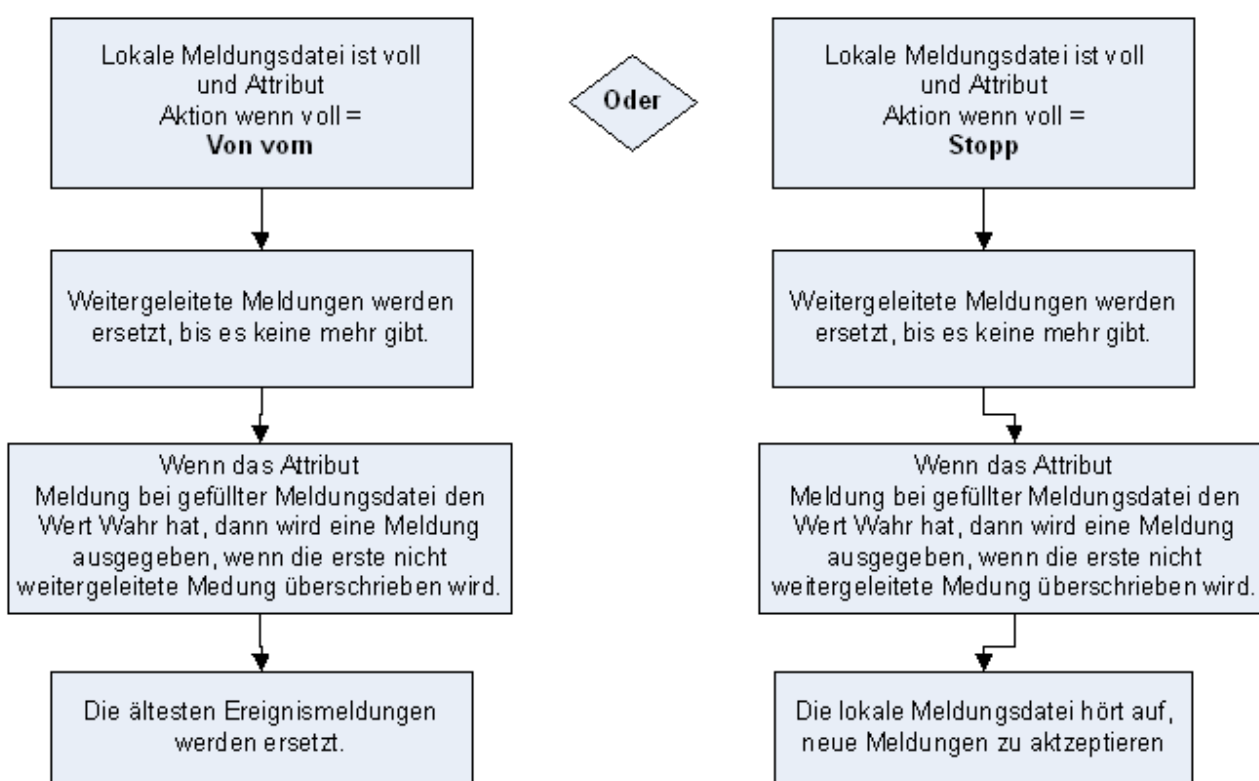 Lokale Meldungsdatei ist voll
und Attribut
Aktion wenn voll =
Von vorn
Weitergeleitete Meldungen werden
ersetzt, bis es keine mehr gibt.
Wenn das Attribut
Meldung bei gefüllter Meldungsdatei den
Wert Wahr hat, dann wird eine Meldung
ausgegeben, wenn die erste nicht
weitergeleitete Medung überschrieben wird.
Die ältesten Ereignismeldungen
werden ersetzt.
Oder
Lokale Meldungsdatei ist voll
und Attribut
Aktion wenn voll =
Stopp
Weitergeleitete Meldungen werden
ersetzt, bis es keine mehr gibt.
Wenn das Attribut
Meldung bei gefüllter Meldungsdatei den
Wert Wahr hat, dann wird eine Meldung
ausgegeben, wenn die erste nicht
weitergeleitete Medung überschrieben wird.
Die lokale Meldungsdatei hört auf,
neue Meldungen zu aktzeptieren